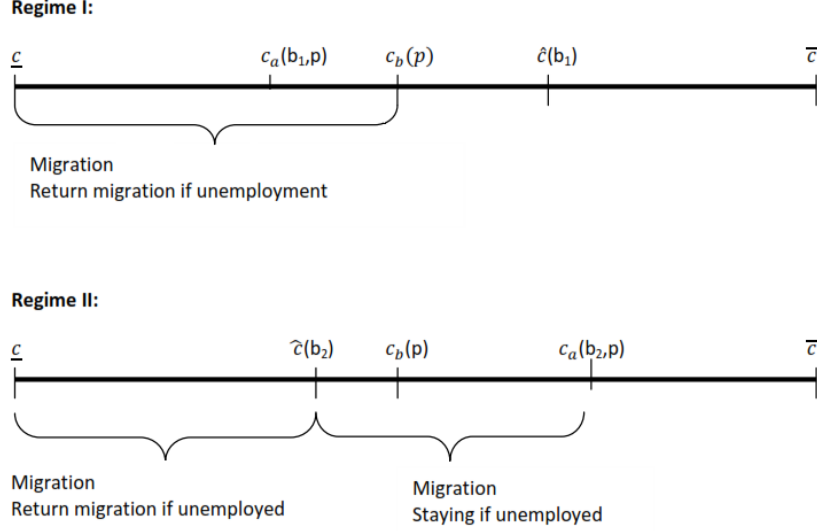 Regime I:
c̲ c_a(b₁,p) c_b(p) ĉ(b₁) c̅
Migration
Return migration if unemployment
Regime II:
c̲ ĉ(b₂) c_b(p) c_a(b₂,p) c̅
Migration
Return migration if unemployed
Migration
Staying if unemployed